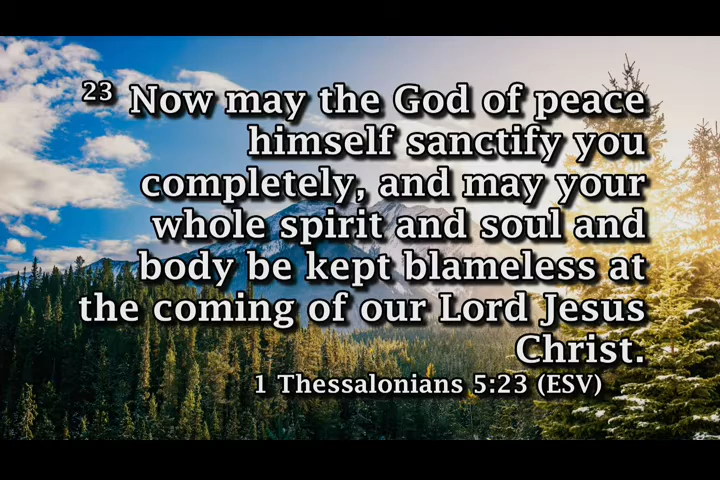 23 Now may the God of peace
himself sanctify you
completely, and may your
whole spirit and soul and
body be kept blameless at
the coming of our Lord Jesus
Christ.
1 Thessalonians 5:23 (ESV)